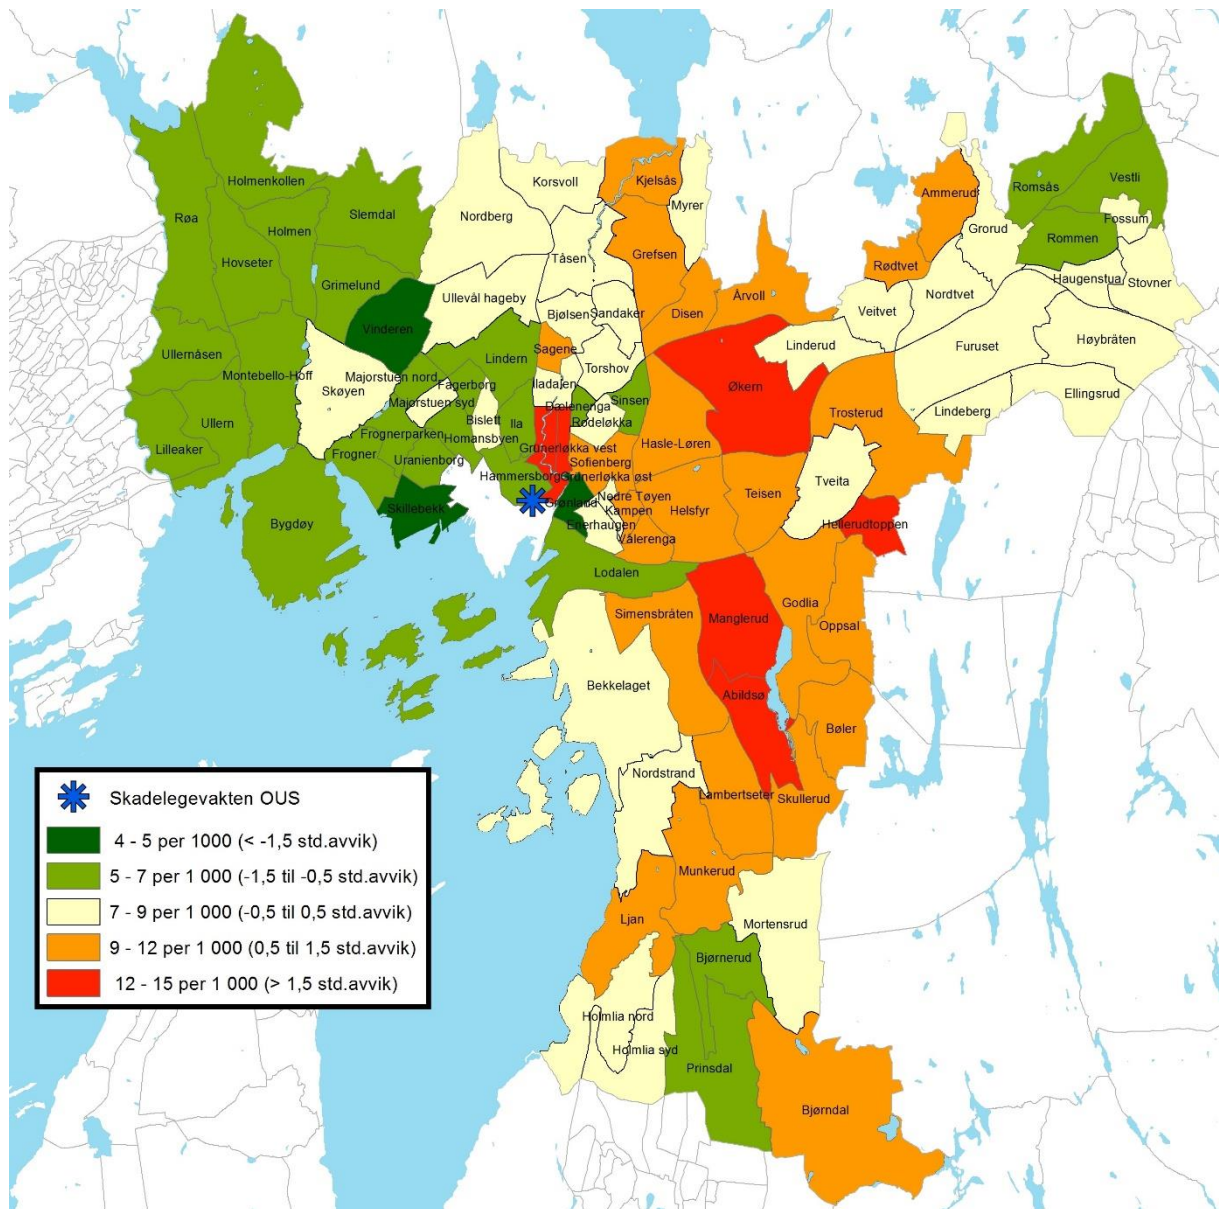 Holmenkollen
Korsvoll
Kjelsås
Romsås
Vestli
Ammerud
Røa
Holmen
Slemdal
Nordberg
Myrer
Fossum
Grorud
Rommen
Hovseter
Tåsen
Grefsen
Rødtvet
Haugenstua
Stovner
Grimelund
Ullevål hageby
Bjølsen
Sandaker
Disen
Årvoll
Veitvet
Nordtvet
Vinderen
Linderud
Furuset
Høybråten
Ullernåsen
Lindern
Sagene
Torshov
Montebello-Hoff
Skøyen
Majorstuen nord
Fagerborg
Iladalen
Økern
Ellingsrud
Majorstuen syd
Dælenenga
Sinsen
Trosterud
Lindeberg
Ullern
Bislett
Ila
Rodeløkka
Lilleaker
Frognerparken
Homansbyen
Grünerløkka vest
Hasle-Løren
Frogner
Uranienborg
Sofienberg
Hammersborg
Grünerløkka øst
Tveita
Skillebekk
Grønland
Nedre Tøyen
Kampen
Helsfyr
Teisen
Bygdøy
Enerhaugen
Vålerenga
Hellerudtoppen
Lodalen
Simensbråten
Manglerud
Godlia
Oppsal
Bekkelaget
Abildsø
Bøler
Nordstrand
Lambertseter
Skullerud
Skadelegevakten OUS
4 - 5 per 1000 (< -1,5 std.avvik)
5 - 7 per 1 000 (-1,5 til -0,5 std.avvik)
7 - 9 per 1 000 (-0,5 til 0,5 std.avvik)
9 - 12 per 1 000 (0,5 til 1,5 std.avvik)
12 - 15 per 1 000 (> 1,5 std.avvik)
Munkerud
Ljan
Mortensrud
Bjørnerud
Holmlia nord
Holmlia syd
Prinsdal
Bjørndal